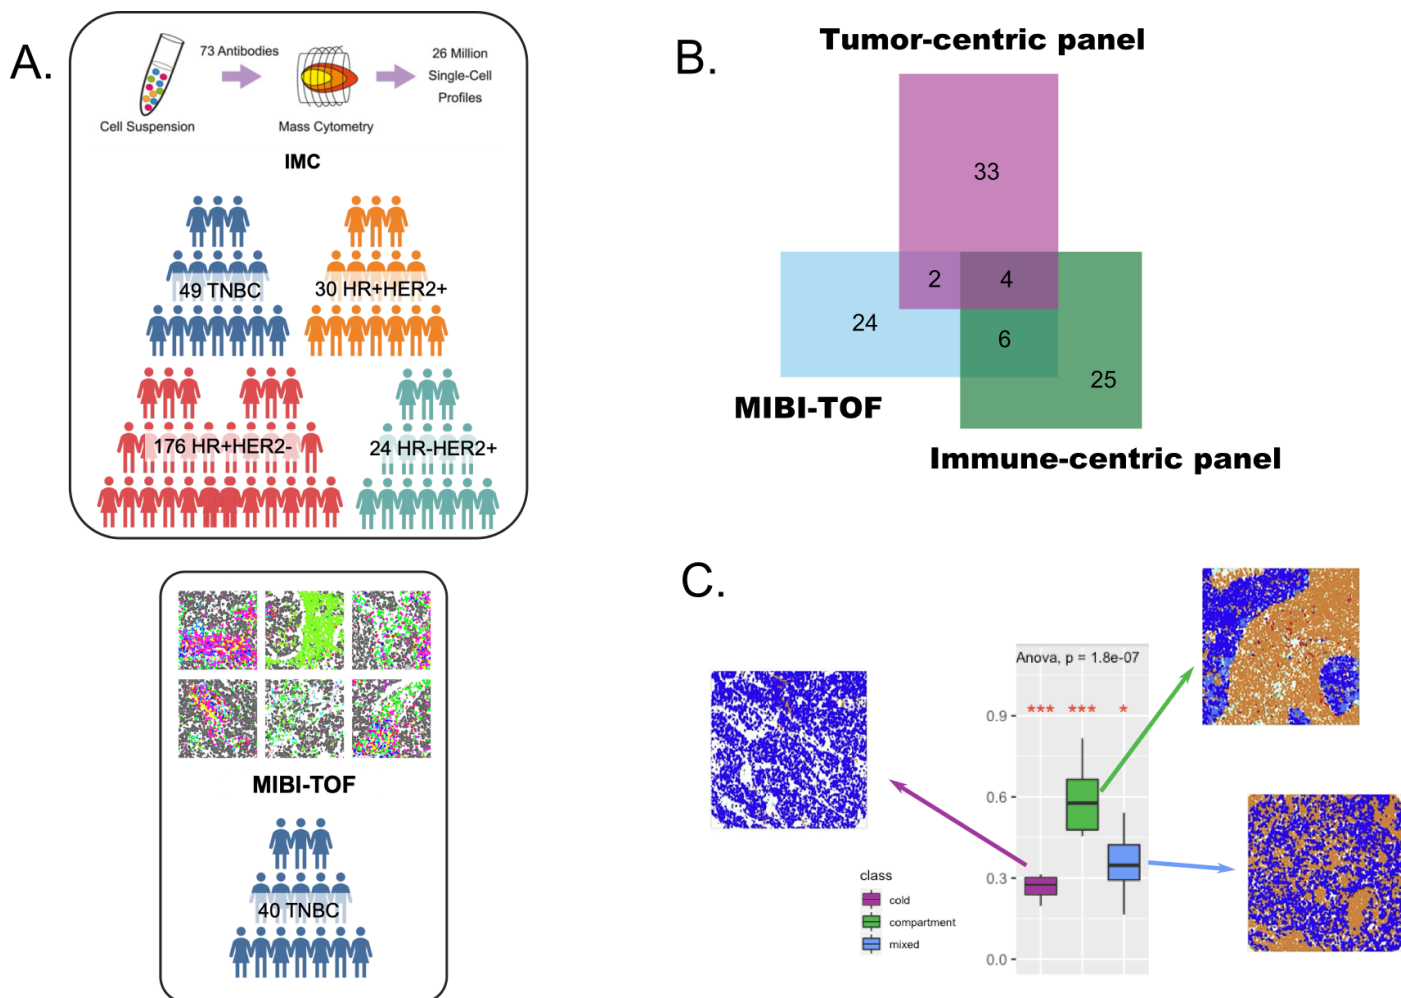 A.
73 Antibodies
26 Million
Single-Cell
Profiles
Cell Suspension
Mass Cytometry
IMC
49 TNBC
30 HR+HER2+
176 HR+HER2-
24 HR-HER2+
MIBI-TOF
40 TNBC
B.
Tumor-centric panel
33
2
4
24
6
25
MIBI-TOF
Immune-centric panel
C.
Anova, p = 1.8e-07
*** *** *
0.9
0.6
0.3
0.0
class
cold
compartment
mixed